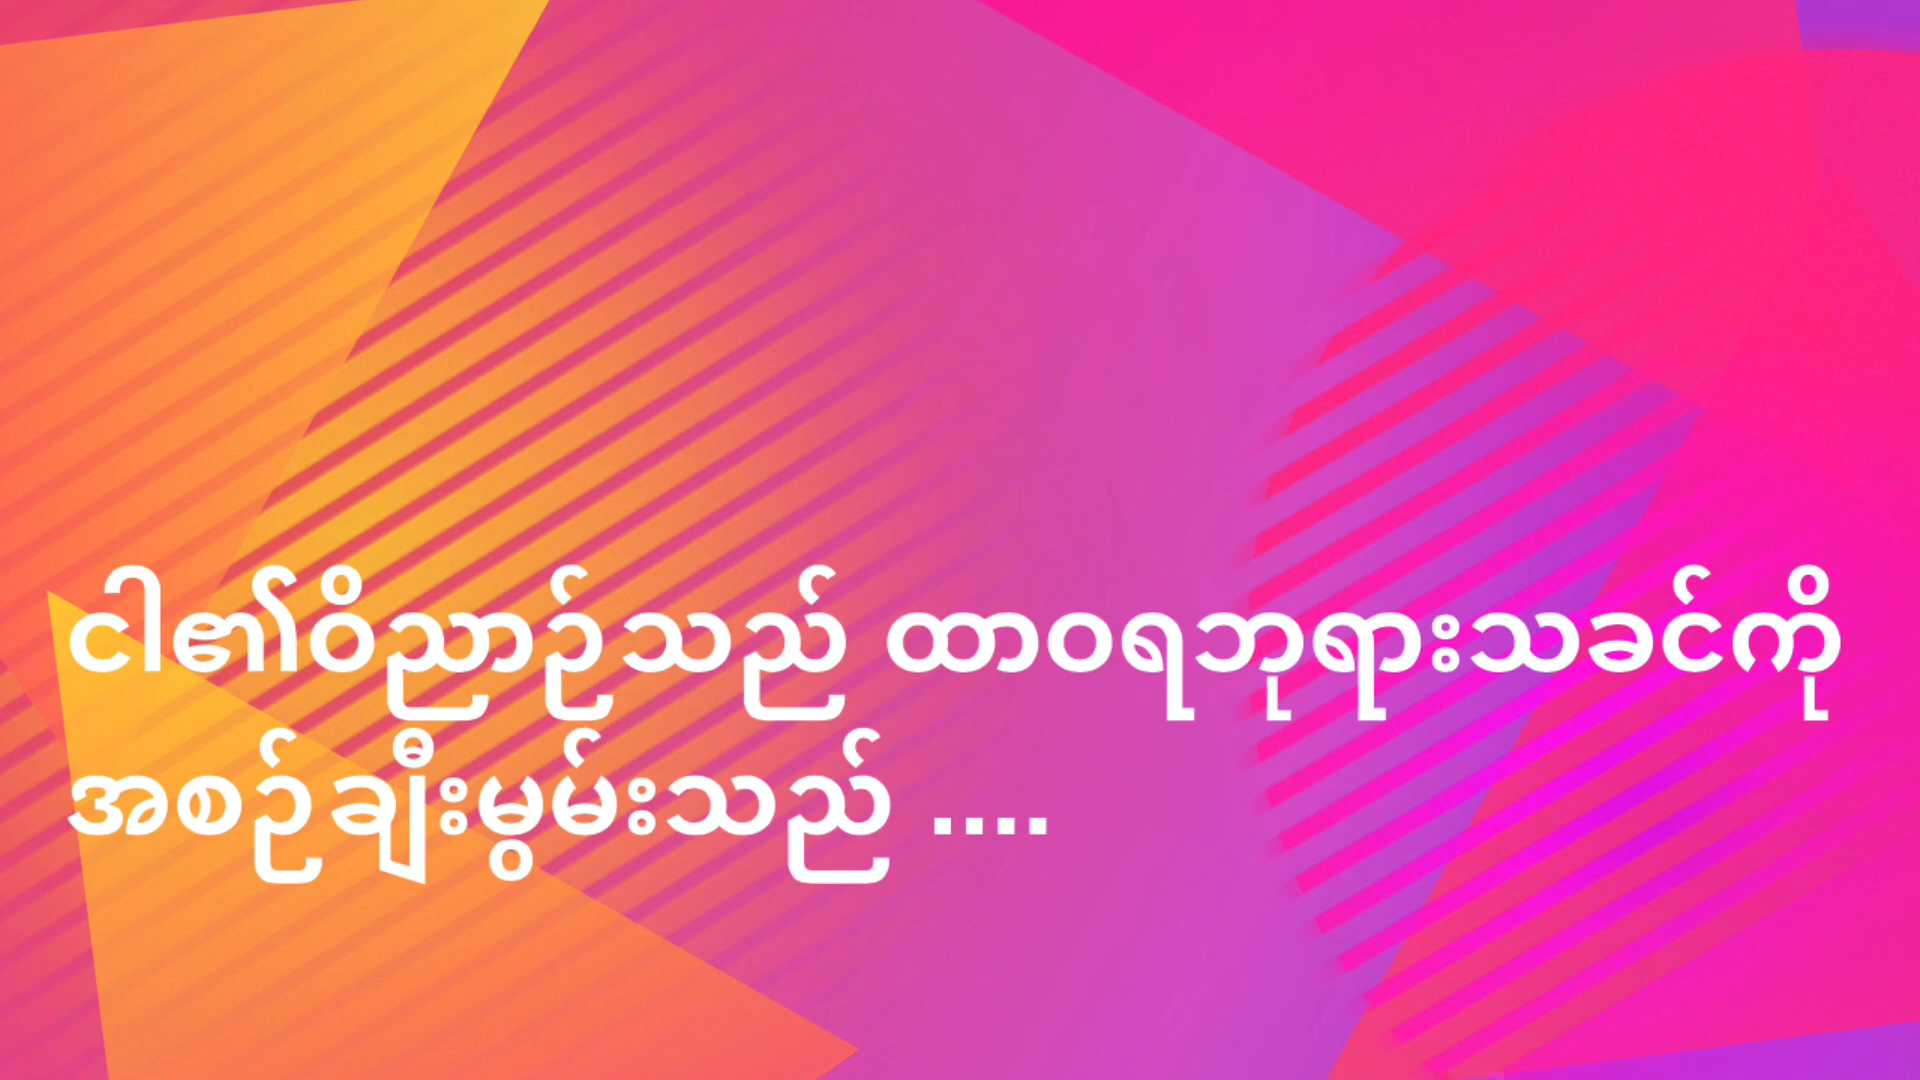 ငါ၏ဝိညာဉ်သည် ထာဝရဘုရားသခင်ကို
အစဉ်ချီးမွမ်းသည် ....